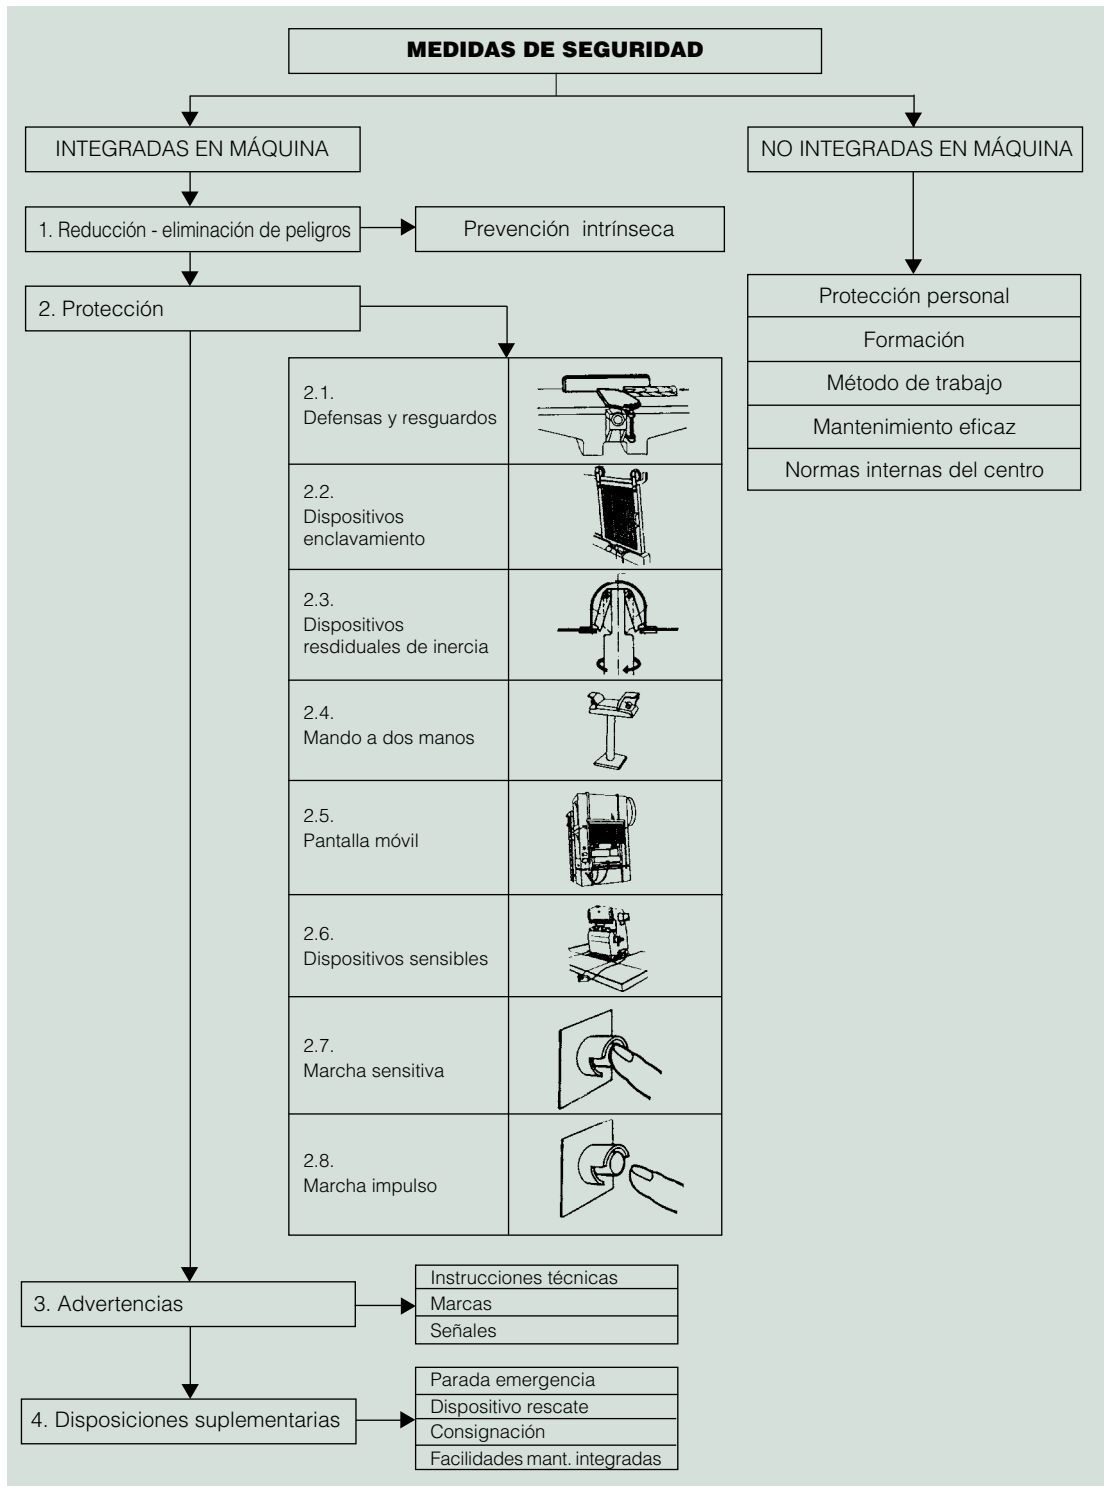 MEDIDAS DE SEGURIDAD
INTEGRADAS EN MÁQUINA
NO INTEGRADAS EN MÁQUINA
1. Reducción - eliminación de peligros
Prevención intrínseca
2. Protección
Protección personal
Formación
Método de trabajo
Mantenimiento eficaz
Normas internas del centro
2.1.
Defensas y resguardos
2.2.
Dispositivos
enclavamiento
2.3.
Dispositivos
resdiduales de inercia
2.4.
Mando a dos manos
2.5.
Pantalla móvil
2.6.
Dispositivos sensibles
2.7.
Marcha sensitiva
2.8.
Marcha impulso
3. Advertencias
Instrucciones técnicas
Marcas
Señales
4. Disposiciones suplementarias
Parada emergencia
Dispositivo rescate
Consignación
Facilidades mant. integradas